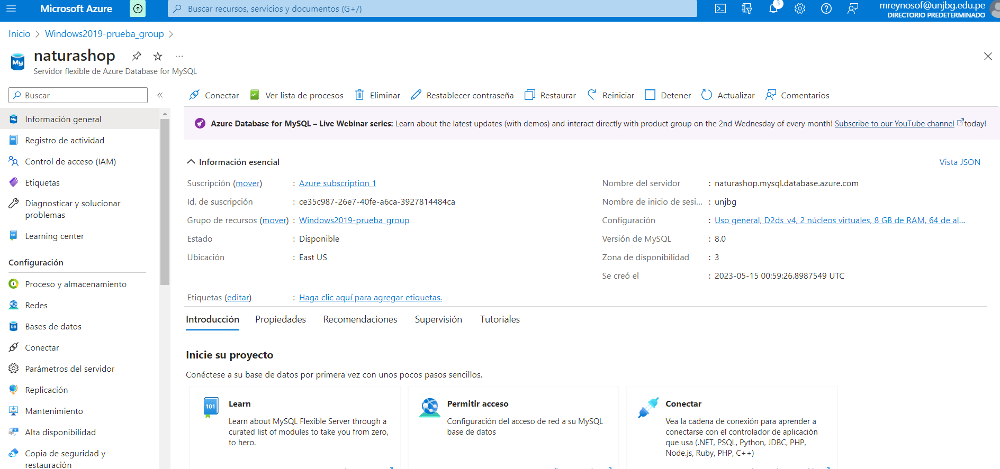 Microsoft Azure
Buscar recursos, servicios y documentos (G+/)
3
mreynosof@unjbg.edu.pe
DIRECTORIO PREDETERMINADO
Inicio > Windows2019-prueba_group >
naturashop
My
Servidor flexible de Azure Database for MySQL
Buscar
Conectar
Ver lista de procesos
Eliminar
Restablecer contraseña
Restaurar
Reiniciar
Detener
Actualizar
Comentarios
Información general
Registro de actividad
Control de acceso (IAM)
Etiquetas
Diagnosticar y solucionar
problemas
Learning center
Configuración
Proceso y almacenamiento
Redes
Bases de datos
Conectar
Parámetros del servidor
Replicación
Mantenimiento
Alta disponibilidad
Copia de seguridad y
restauración
Azure Database for MySQL – Live Webinar series: Learn about the latest updates (with demos) and interact directly with product group on the 2nd Wednesday of every month! Subscribe to our YouTube channel today!
Información esencial
Vista JSON
Suscripción (mover) : Azure subscription 1
Id. de suscripción : ce35c987-26e7-40fe-a6ca-3927814484ca
Grupo de recursos (mover) : Windows2019-prueba_group
Estado : Disponible
Ubicación : East US
Nombre del servidor : naturashop.mysql.database.azure.com
Nombre de inicio de sesi... : unjbg
Configuración : Uso general, D2ds_v4, 2 núcleos virtuales, 8 GB de RAM, 64 de al...
Versión de MySQL : 8.0
Zona de disponibilidad : 3
Se creó el : 2023-05-15 00:59:26.8987549 UTC
Etiquetas (editar) : Haga clic aquí para agregar etiquetas.
Introducción
Propiedades
Recomendaciones
Supervisión
Tutoriales
Inicie su proyecto
Conéctese a su base de datos por primera vez con unos pocos pasos sencillos.
101
Learn
Learn about MySQL Flexible Server through a
curated list of modules to take you from zero,
to hero.
Permitir acceso
Configuración del acceso de red a su MySQL
base de datos
Conectar
Vea la cadena de conexión para aprender a
conectarse con el controlador de aplicación
que usa (.NET, PSQL, Python, JDBC, PHP,
Node.js, Ruby, PHP, C++)